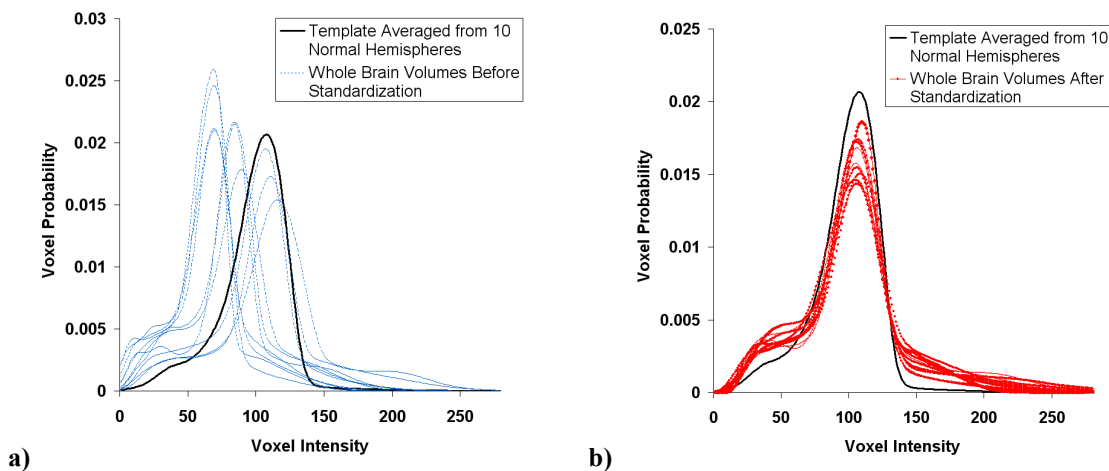 0.03
0.025
0.02
0.015
0.01
0.005
0
Voxel Probability
Template Averaged from 10
Normal Hemispheres
Whole Brain Volumes Before
Standardization
0 50 100 150 200 250
Voxel Intensity
a)
0.025
0.02
0.015
0.01
0.005
0
Voxel Probability
Template Averaged from 10
Normal Hemispheres
Whole Brain Volumes After
Standardization
0 50 100 150 200 250
Voxel Intensity
b)